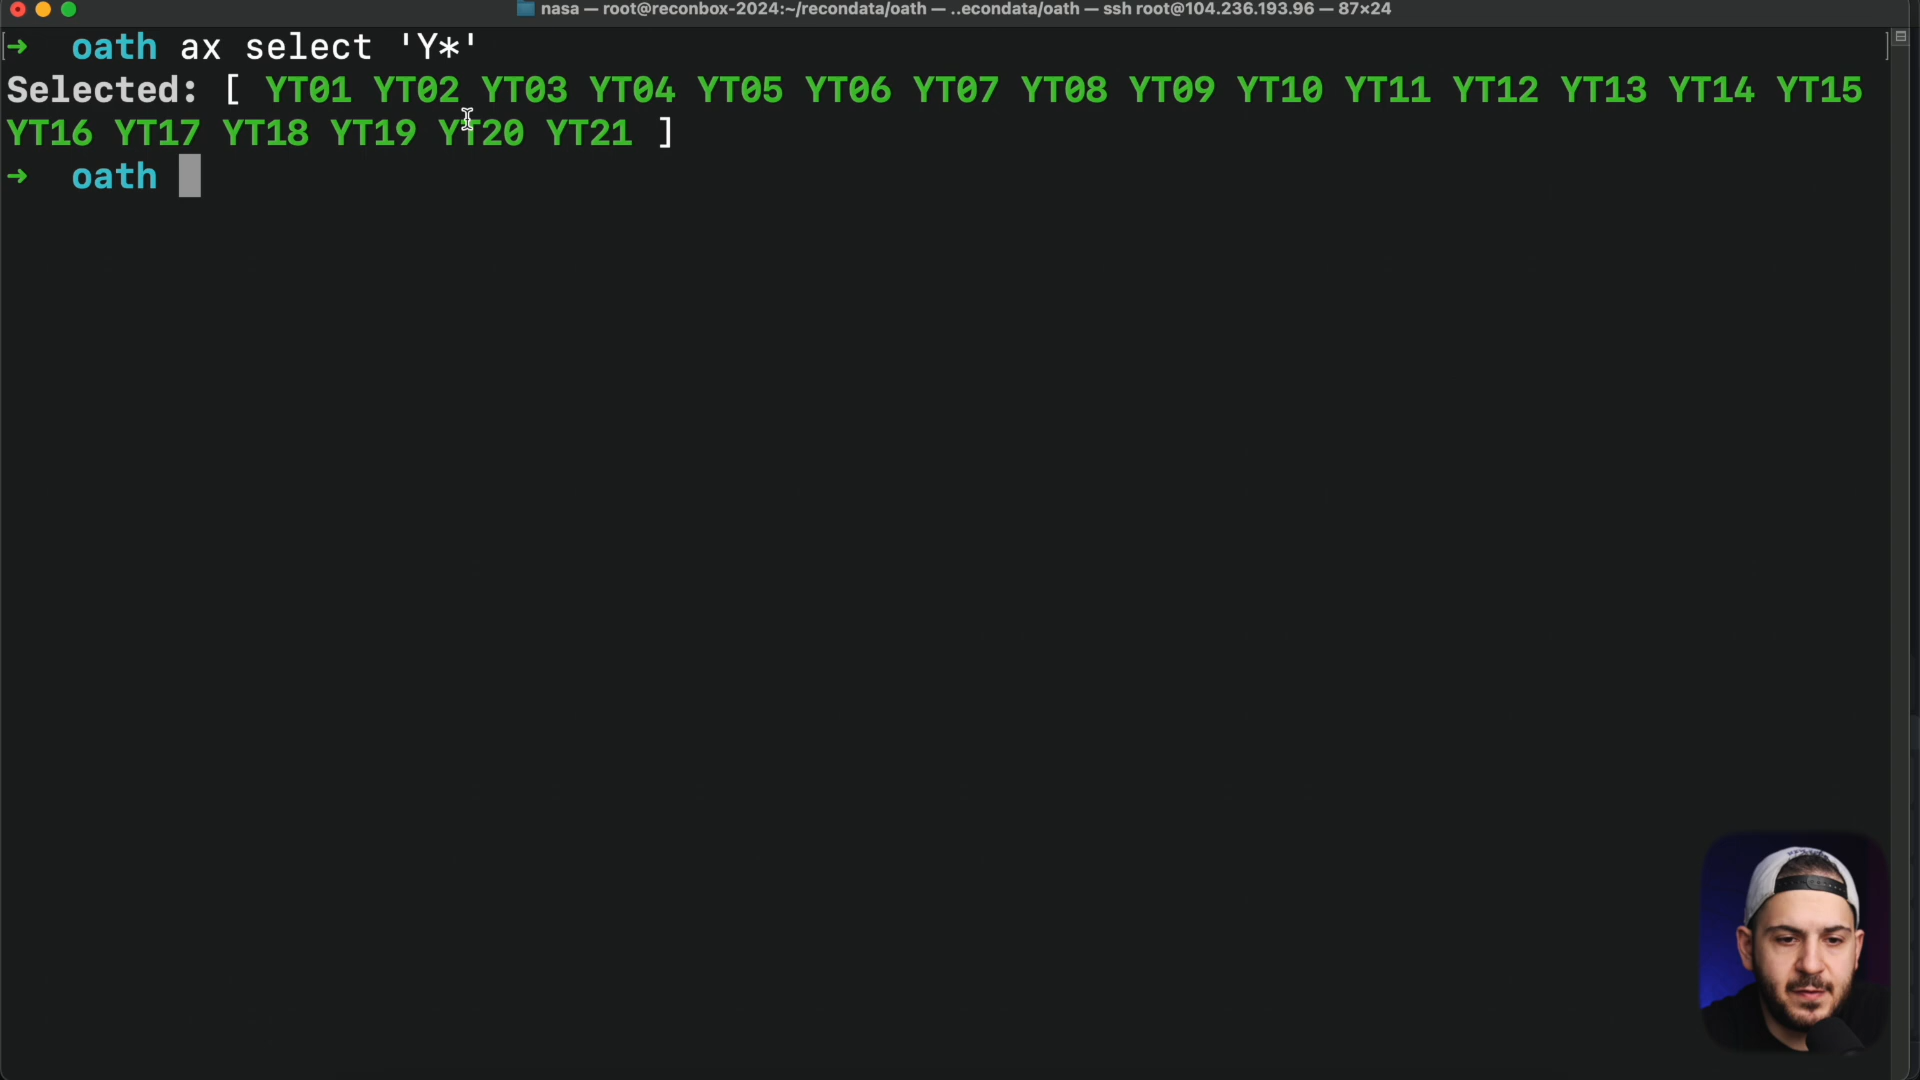 nasa — root@reconbox-2024:~/recondata/oath — ..econdata/oath — ssh root@104.236.193.96 — 87×24
[→ oath ax select 'Y*' ]
Selected: [ YT01 YT02 YT03 YT04 YT05 YT06 YT07 YT08 YT09 YT10 YT11 YT12 YT13 YT14 YT15
YT16 YT17 YT18 YT19 YT20 YT21 ]
→ oath